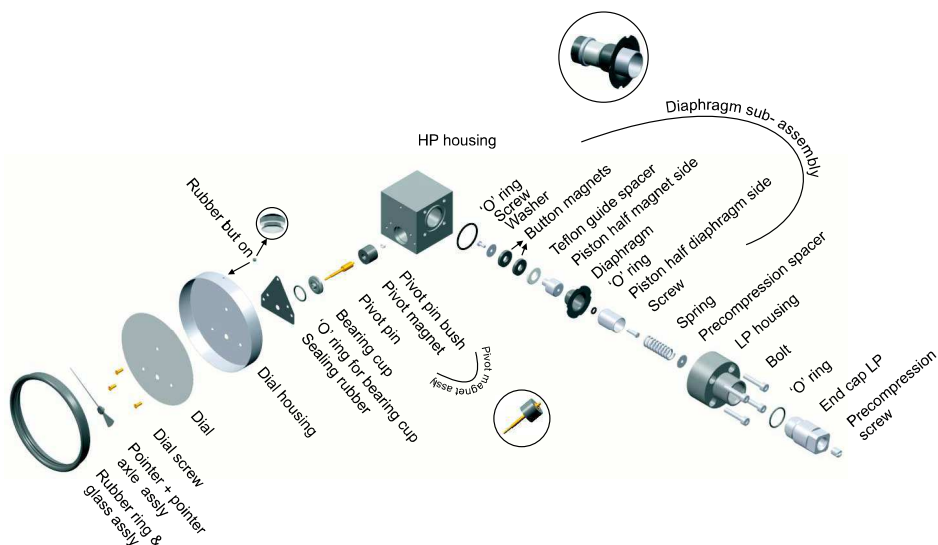 Diaphragm sub- assembly
HP housing
Rubber but on
'O' ring
Screw
Washer
Button magnets
Teflon guide spacer
Piston half magnet side
Diaphragm
'O' ring
Piston half diaphragm side
Screw
Spring
Precompression spacer
LP housing
Bolt
'O' ring
End cap LP
Precompression
screw
Pivot pin bush
Pivot magnet
Pivot pin
Bearing cup
'O' ring for bearing cup
Sealing rubber
Pivot magnet assly
Dial housing
Dial
Dial screw
Pointer + pointer
axle assly
Rubber ring &
glass assly